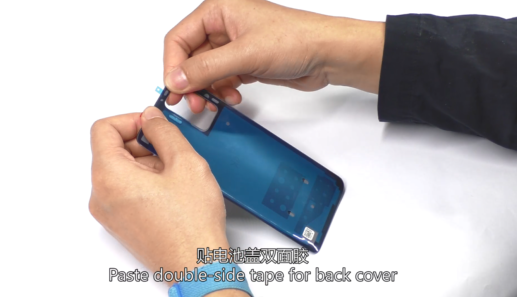 贴电池盖双面胶
Paste double-side tape for back cover